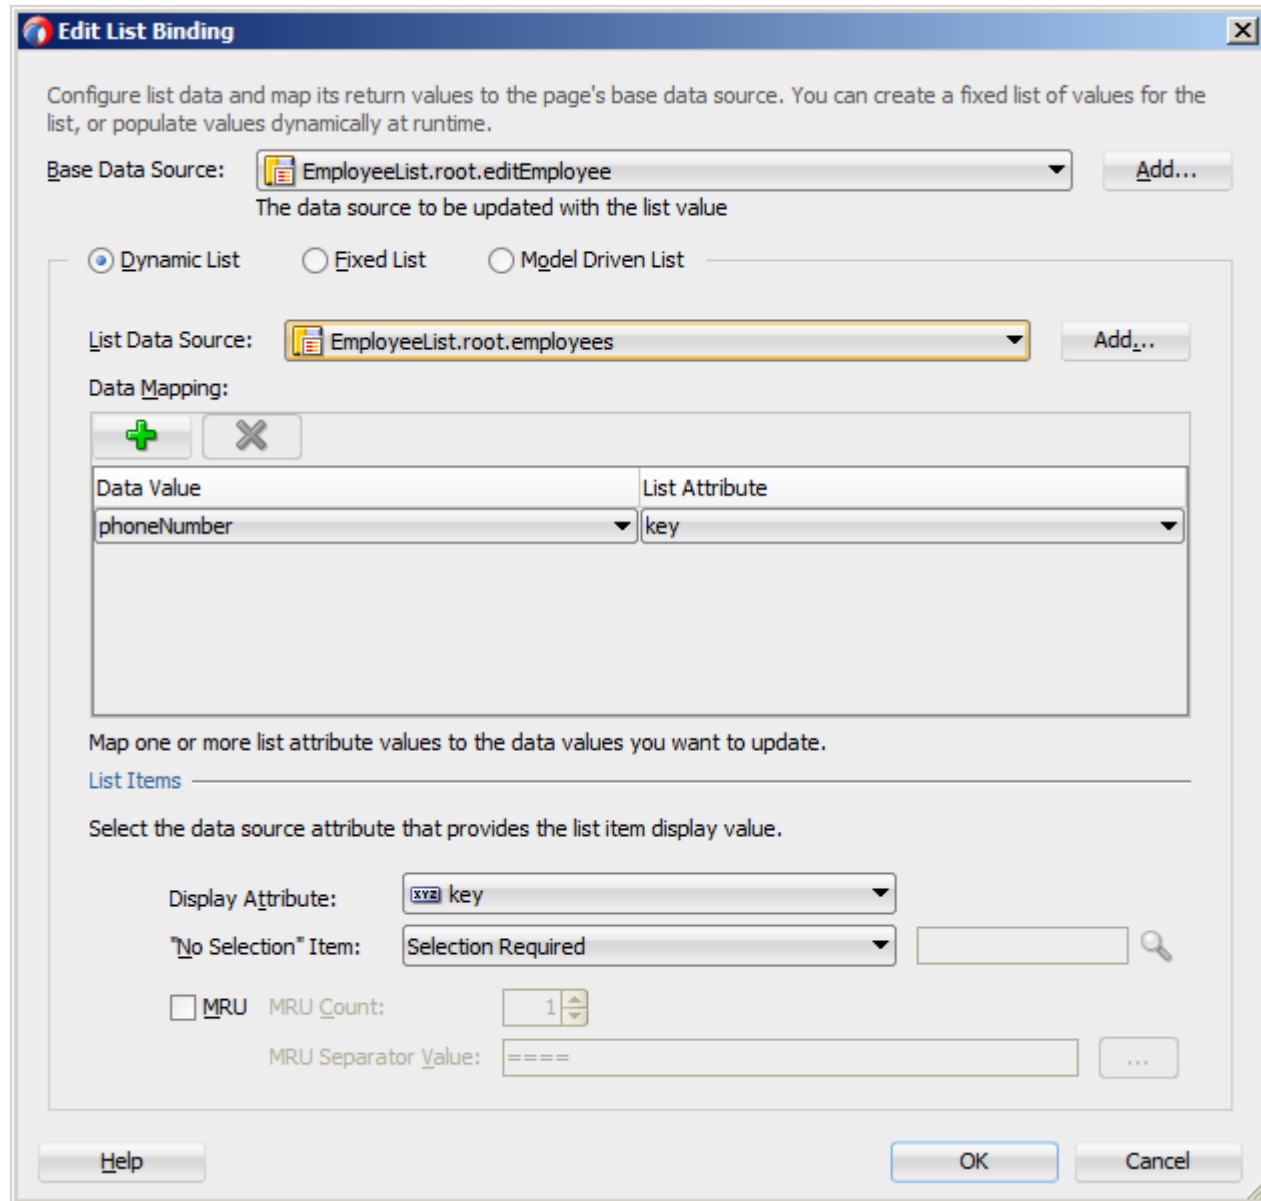 Edit List Binding
Configure list data and map its return values to the page's base data source. You can create a fixed list of values for the
list, or populate values dynamically at runtime.
Base Data Source: EmployeeList.root.editEmployee Add...
The data source to be updated with the list value
Dynamic List Fixed List Model Driven List
List Data Source: EmployeeList.root.employees Add...
Data Mapping:
Data Value List Attribute
phoneNumber key
Map one or more list attribute values to the data values you want to update.
List Items
Select the data source attribute that provides the list item display value.
Display Attribute: XYZ key
"No Selection" Item: Selection Required
MRU MRU Count: 1
MRU Separator Value: ==== ...
Help OK Cancel